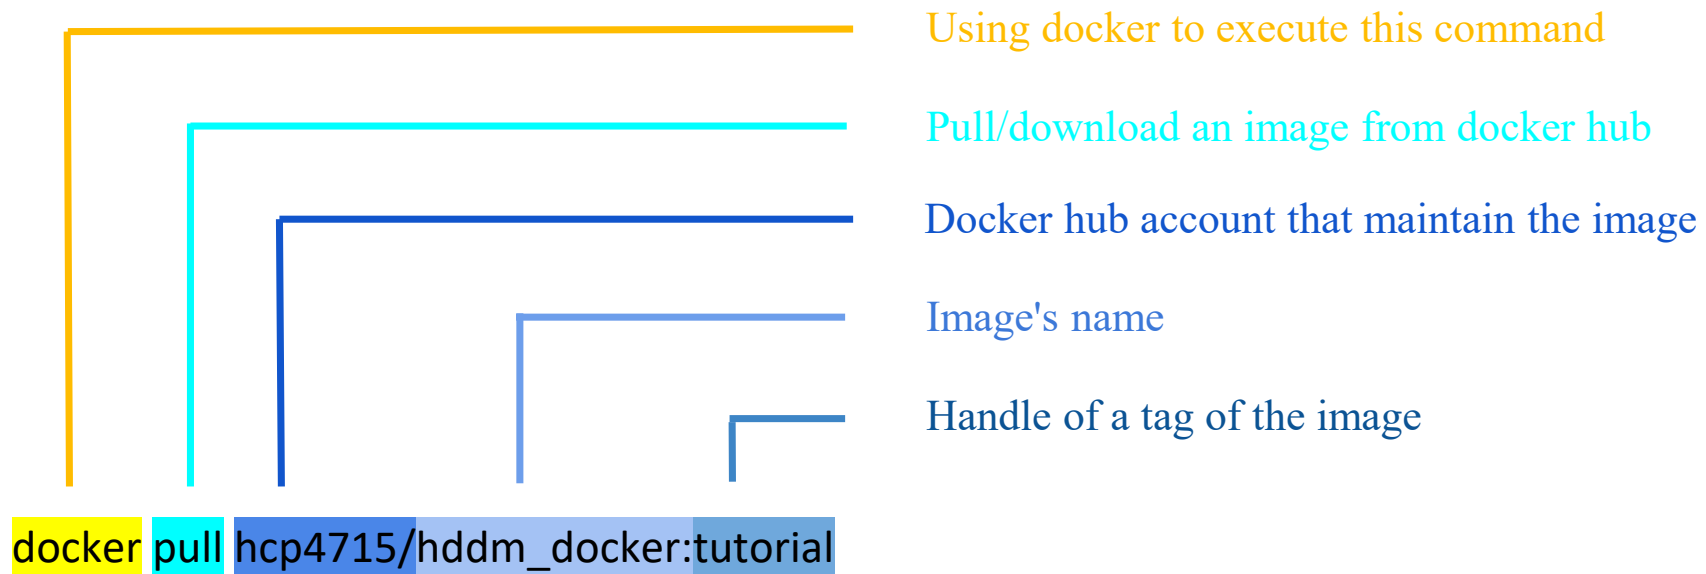 Using docker to execute this command
Pull/download an image from docker hub
Docker hub account that maintain the image
Image's name
Handle of a tag of the image
docker pull hcp4715/hddm_docker:tutorial